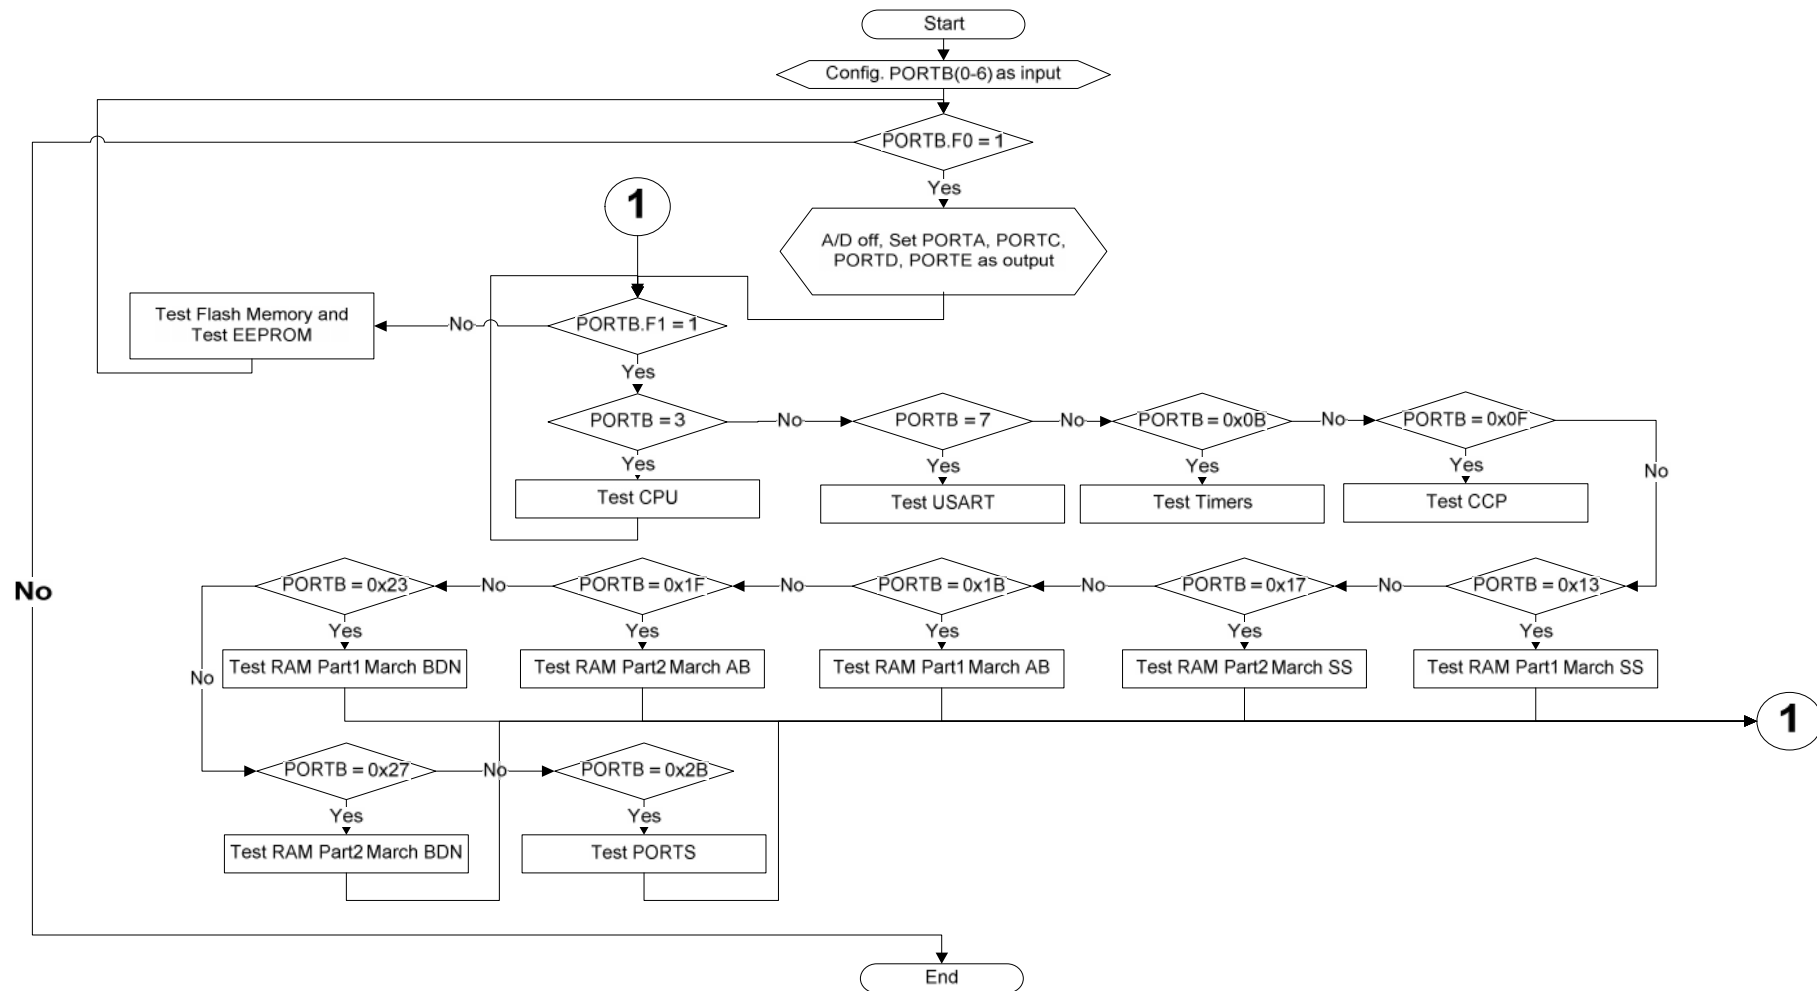 Start
Config. PORTB(0-6) as input
PORTB.F0 = 1
Yes
1
A/D off, Set PORTA, PORTC,
PORTD, PORTE as output
Test Flash Memory and
Test EEPROM
No
PORTB.F1 = 1
Yes
PORTB = 3
No
PORTB = 7
No
PORTB = 0x0B
No
PORTB = 0x0F
Yes
Yes
Yes
Yes
No
Test CPU
Test USART
Test Timers
Test CCP
No
PORTB = 0x23
No
PORTB = 0x1F
No
PORTB = 0x1B
No
PORTB = 0x17
No
PORTB = 0x13
Yes
Yes
Yes
Yes
Yes
Test RAM Part1 March BDN
Test RAM Part2 March AB
Test RAM Part1 March AB
Test RAM Part2 March SS
Test RAM Part1 March SS
No
1
PORTB = 0x27
No
PORTB = 0x2B
Yes
Yes
Test RAM Part2 March BDN
Test PORTS
End